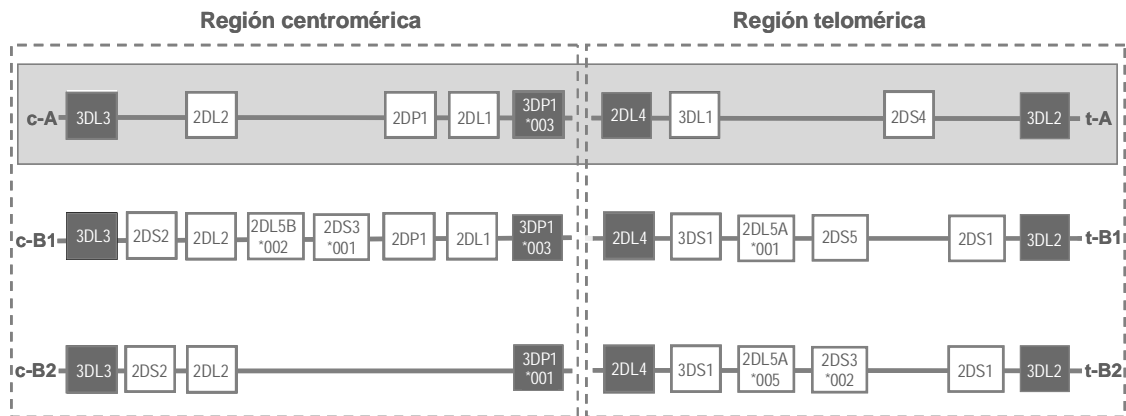 Región centromérica
Región telomérica
c-A 3DL3 2DL2 2DP1 2DL1 3DP1
*003
2DL4 3DL1 2DS4 3DL2 t-A
c-B1 3DL3 2DS2 2DL2 2DL5B
*002
2DS3
*001
2DP1 2DL1 3DP1
*003
2DL4 3DS1 2DL5A
*001
2DS5 2DS1 3DL2 t-B1
c-B2 3DL3 2DS2 2DL2 3DP1
*001
2DL4 3DS1 2DL5A
*005
2DS3
*002
2DS1 3DL2 t-B2